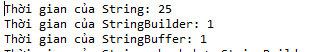 Thời gian của String: 25
Thời gian của StringBuilder: 1
Thời gian của StringBuffer: 1